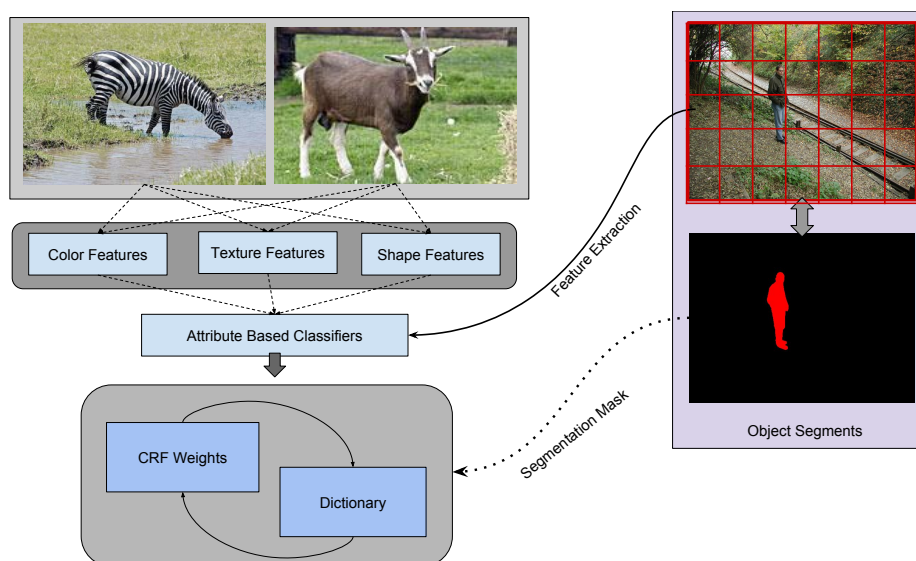 Color Features
Texture Features
Shape Features
Attribute Based Classifiers
CRF Weights
Dictionary
Feature Extraction
Segmentation Mask
Object Segments